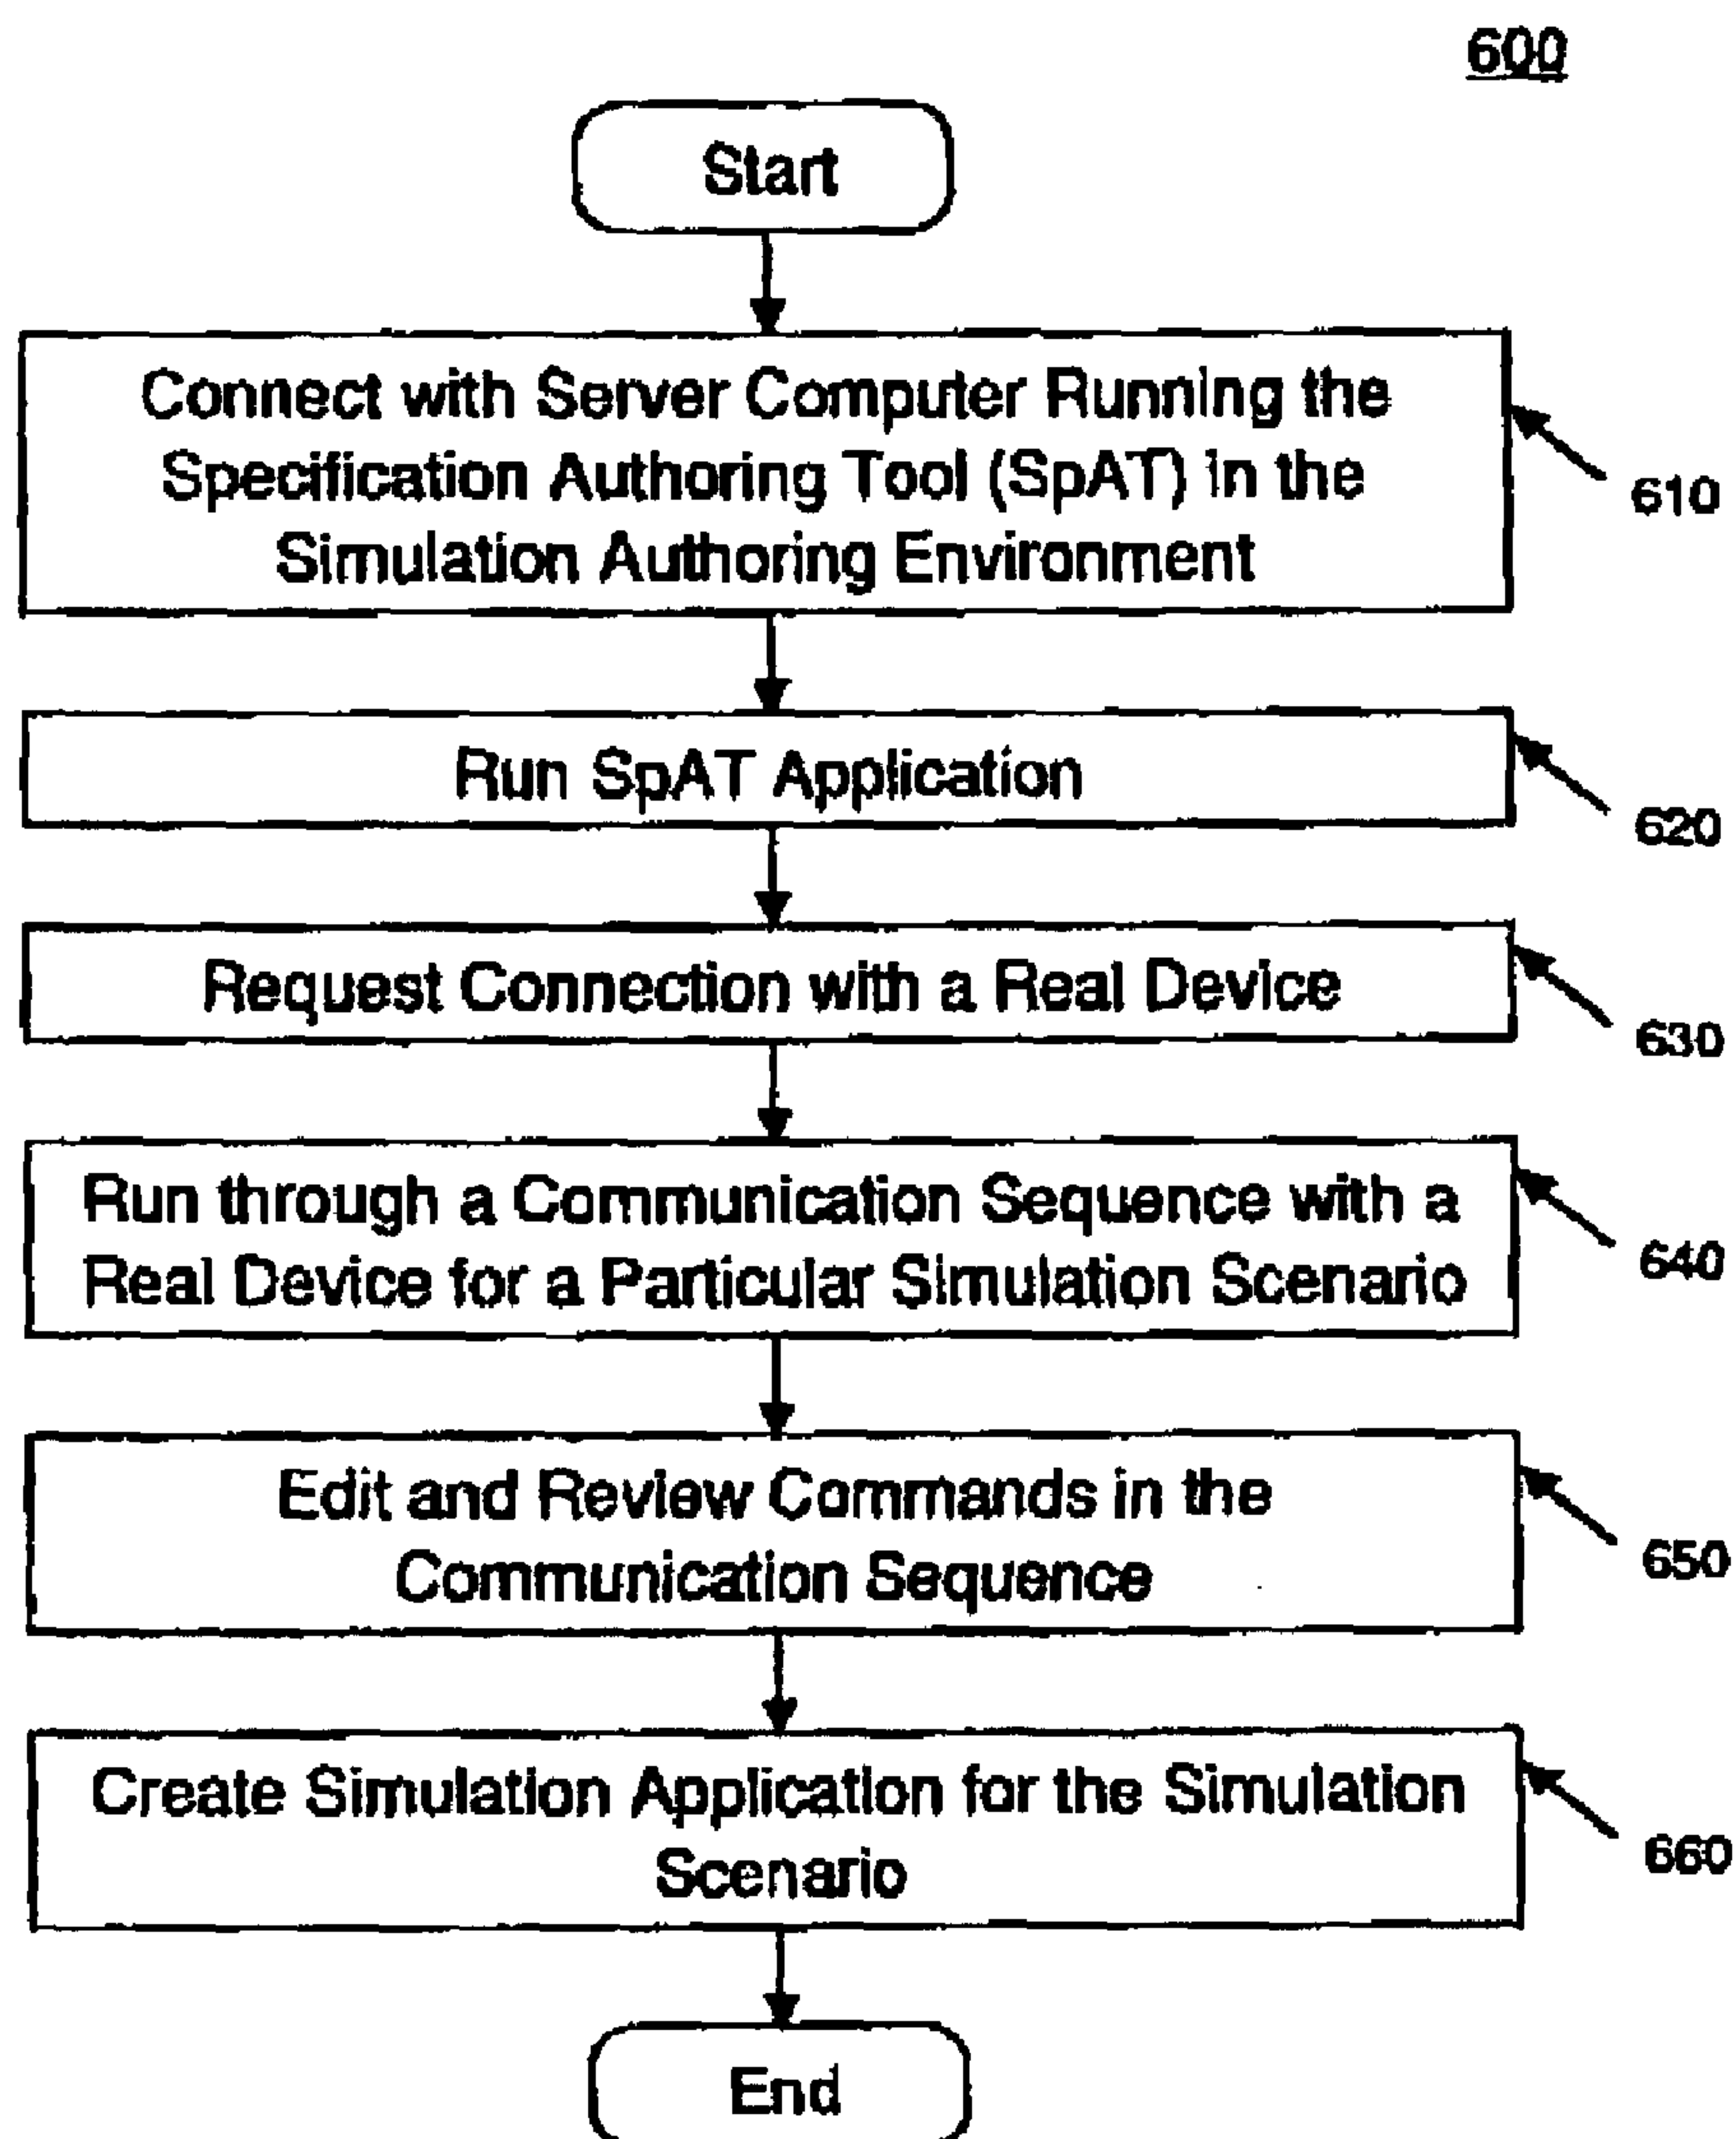 600
Start
Connect with Server Computer Running the
Specification Authoring Tool (SpAT) in the
Simulation Authoring Environment
610
Run SpAT Application
620
Request Connection with a Real Device
630
Run through a Communication Sequence with a
Real Device for a Particular Simulation Scenario
640
Edit and Review Commands in the
Communication Sequence
650
Create Simulation Application for the Simulation
Scenario
660
End